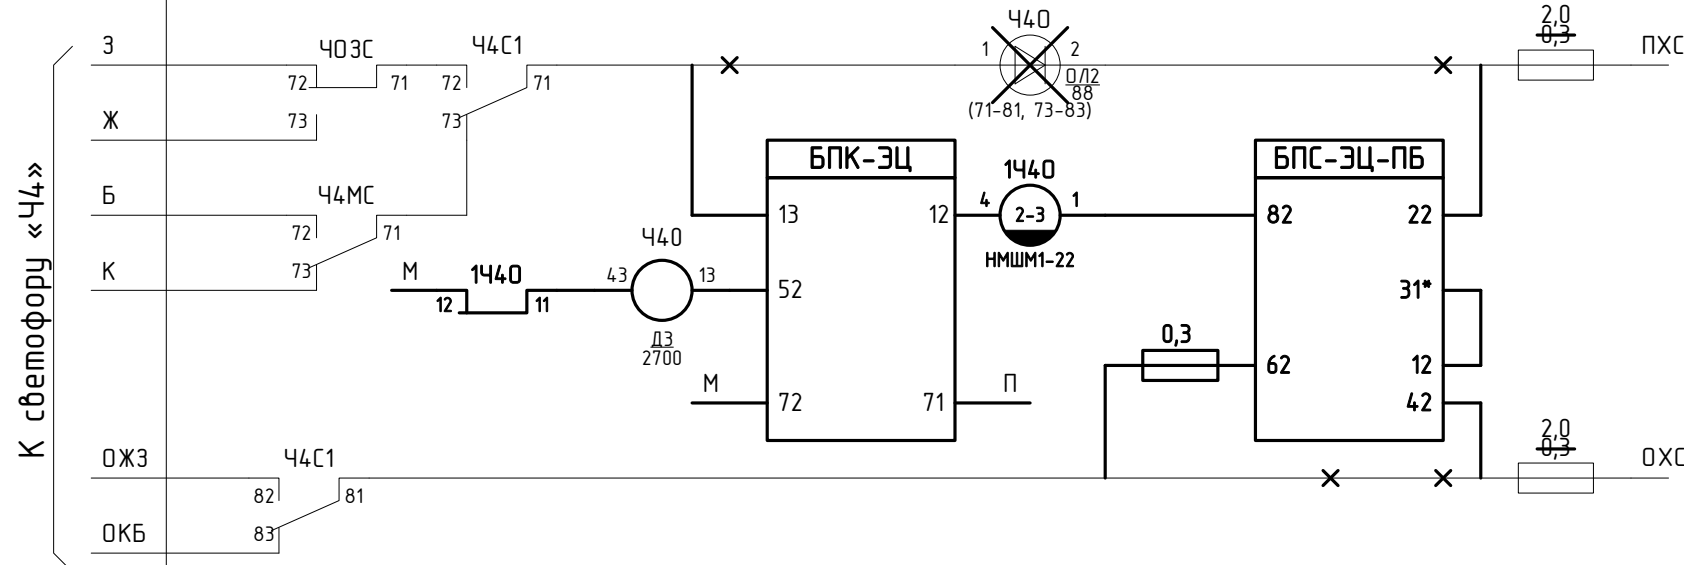 К светофору «Ч4»
З
Ж
Б
К
ОЖЗ
ОКБ
ЧОЗС
72
71
73
Ч4С1
72
71
73
Ч4МС
72
71
73
Ч4С1
82
81
83
Ч4О
1
2
ОЛ2
88
(71-81, 73-83)
2,0
0,3
ПХС
БПК-ЭЦ
13
12
52
72
71
М
П
М
1Ч4О
12
11
Ч4О
43
13
Д3
2700
1Ч4О
4
1
2-3
НМШМ1-22
БПС-ЭЦ-ПБ
82
22
31*
62
12
42
0,3
2,0
0,3
ОХС